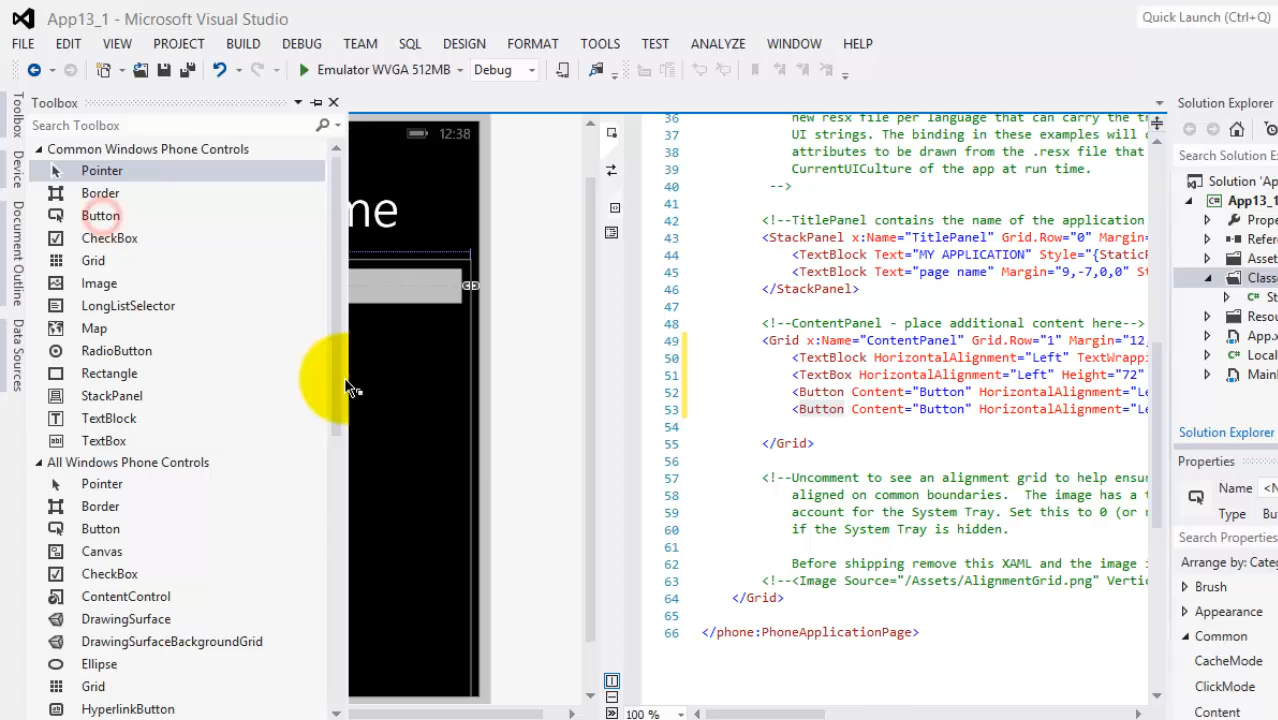 App13_1 - Microsoft Visual Studio
Quick Launch (Ctrl+Q)
FILE EDIT VIEW PROJECT BUILD DEBUG TEAM SQL DESIGN FORMAT TOOLS TEST ANALYZE WINDOW HELP
Emulator WVGA 512MB Debug
Toolbox
Device
Document Outline
Data Sources
Toolbox
Search Toolbox
Common Windows Phone Controls
Pointer
Border
Button
CheckBox
Grid
Image
LongListSelector
Map
RadioButton
Rectangle
StackPanel
TextBlock
TextBox
All Windows Phone Controls
Pointer
Border
Button
Canvas
CheckBox
ContentControl
DrawingSurface
DrawingSurfaceBackgroundGrid
Ellipse
Grid
HyperlinkButton
12:38
me
36 new resx file per language that can carry the t
37 UI strings. The binding in these examples will c
38 attributes to be drawn from the .resx file that
39 CurrentUICulture of the app at run time.
40 -->
41
42 <!--TitlePanel contains the name of the application
43 <StackPanel x:Name="TitlePanel" Grid.Row="0" Margin=
44 <TextBlock Text="MY APPLICATION" Style="{StaticR
45 <TextBlock Text="page name" Margin="9,-7,0,0" St
46 </StackPanel>
47
48 <!--ContentPanel - place additional content here-->
49 <Grid x:Name="ContentPanel" Grid.Row="1" Margin="12,
50 <TextBlock HorizontalAlignment="Left" TextWrappi
51 <TextBox HorizontalAlignment="Left" Height="72"
52 <Button Content="Button" HorizontalAlignment="Le
53 <Button Content="Button" HorizontalAlignment="Le
54
55 </Grid>
56
57 <!--Uncomment to see an alignment grid to help ensur
58 aligned on common boundaries. The image has a t
59 account for the System Tray. Set this to 0 (or r
60 if the System Tray is hidden.
61
62 Before shipping remove this XAML and the image i
63 <!--<Image Source="/Assets/AlignmentGrid.png" Vertic
64 </Grid>
65
66 </phone:PhoneApplicationPage>
100 %
Solution Explorer
Search Solution Ex
Solution 'Ap
App13_1
Prope
Refere
Asset
Classe
St
Resou
App.x
Local
Mainl
Solution Explorer
Properties
Name <N
Type Bu
Search Properties
Arrange by: Categ
Brush
Appearance
Common
CacheMode
ClickMode
Content